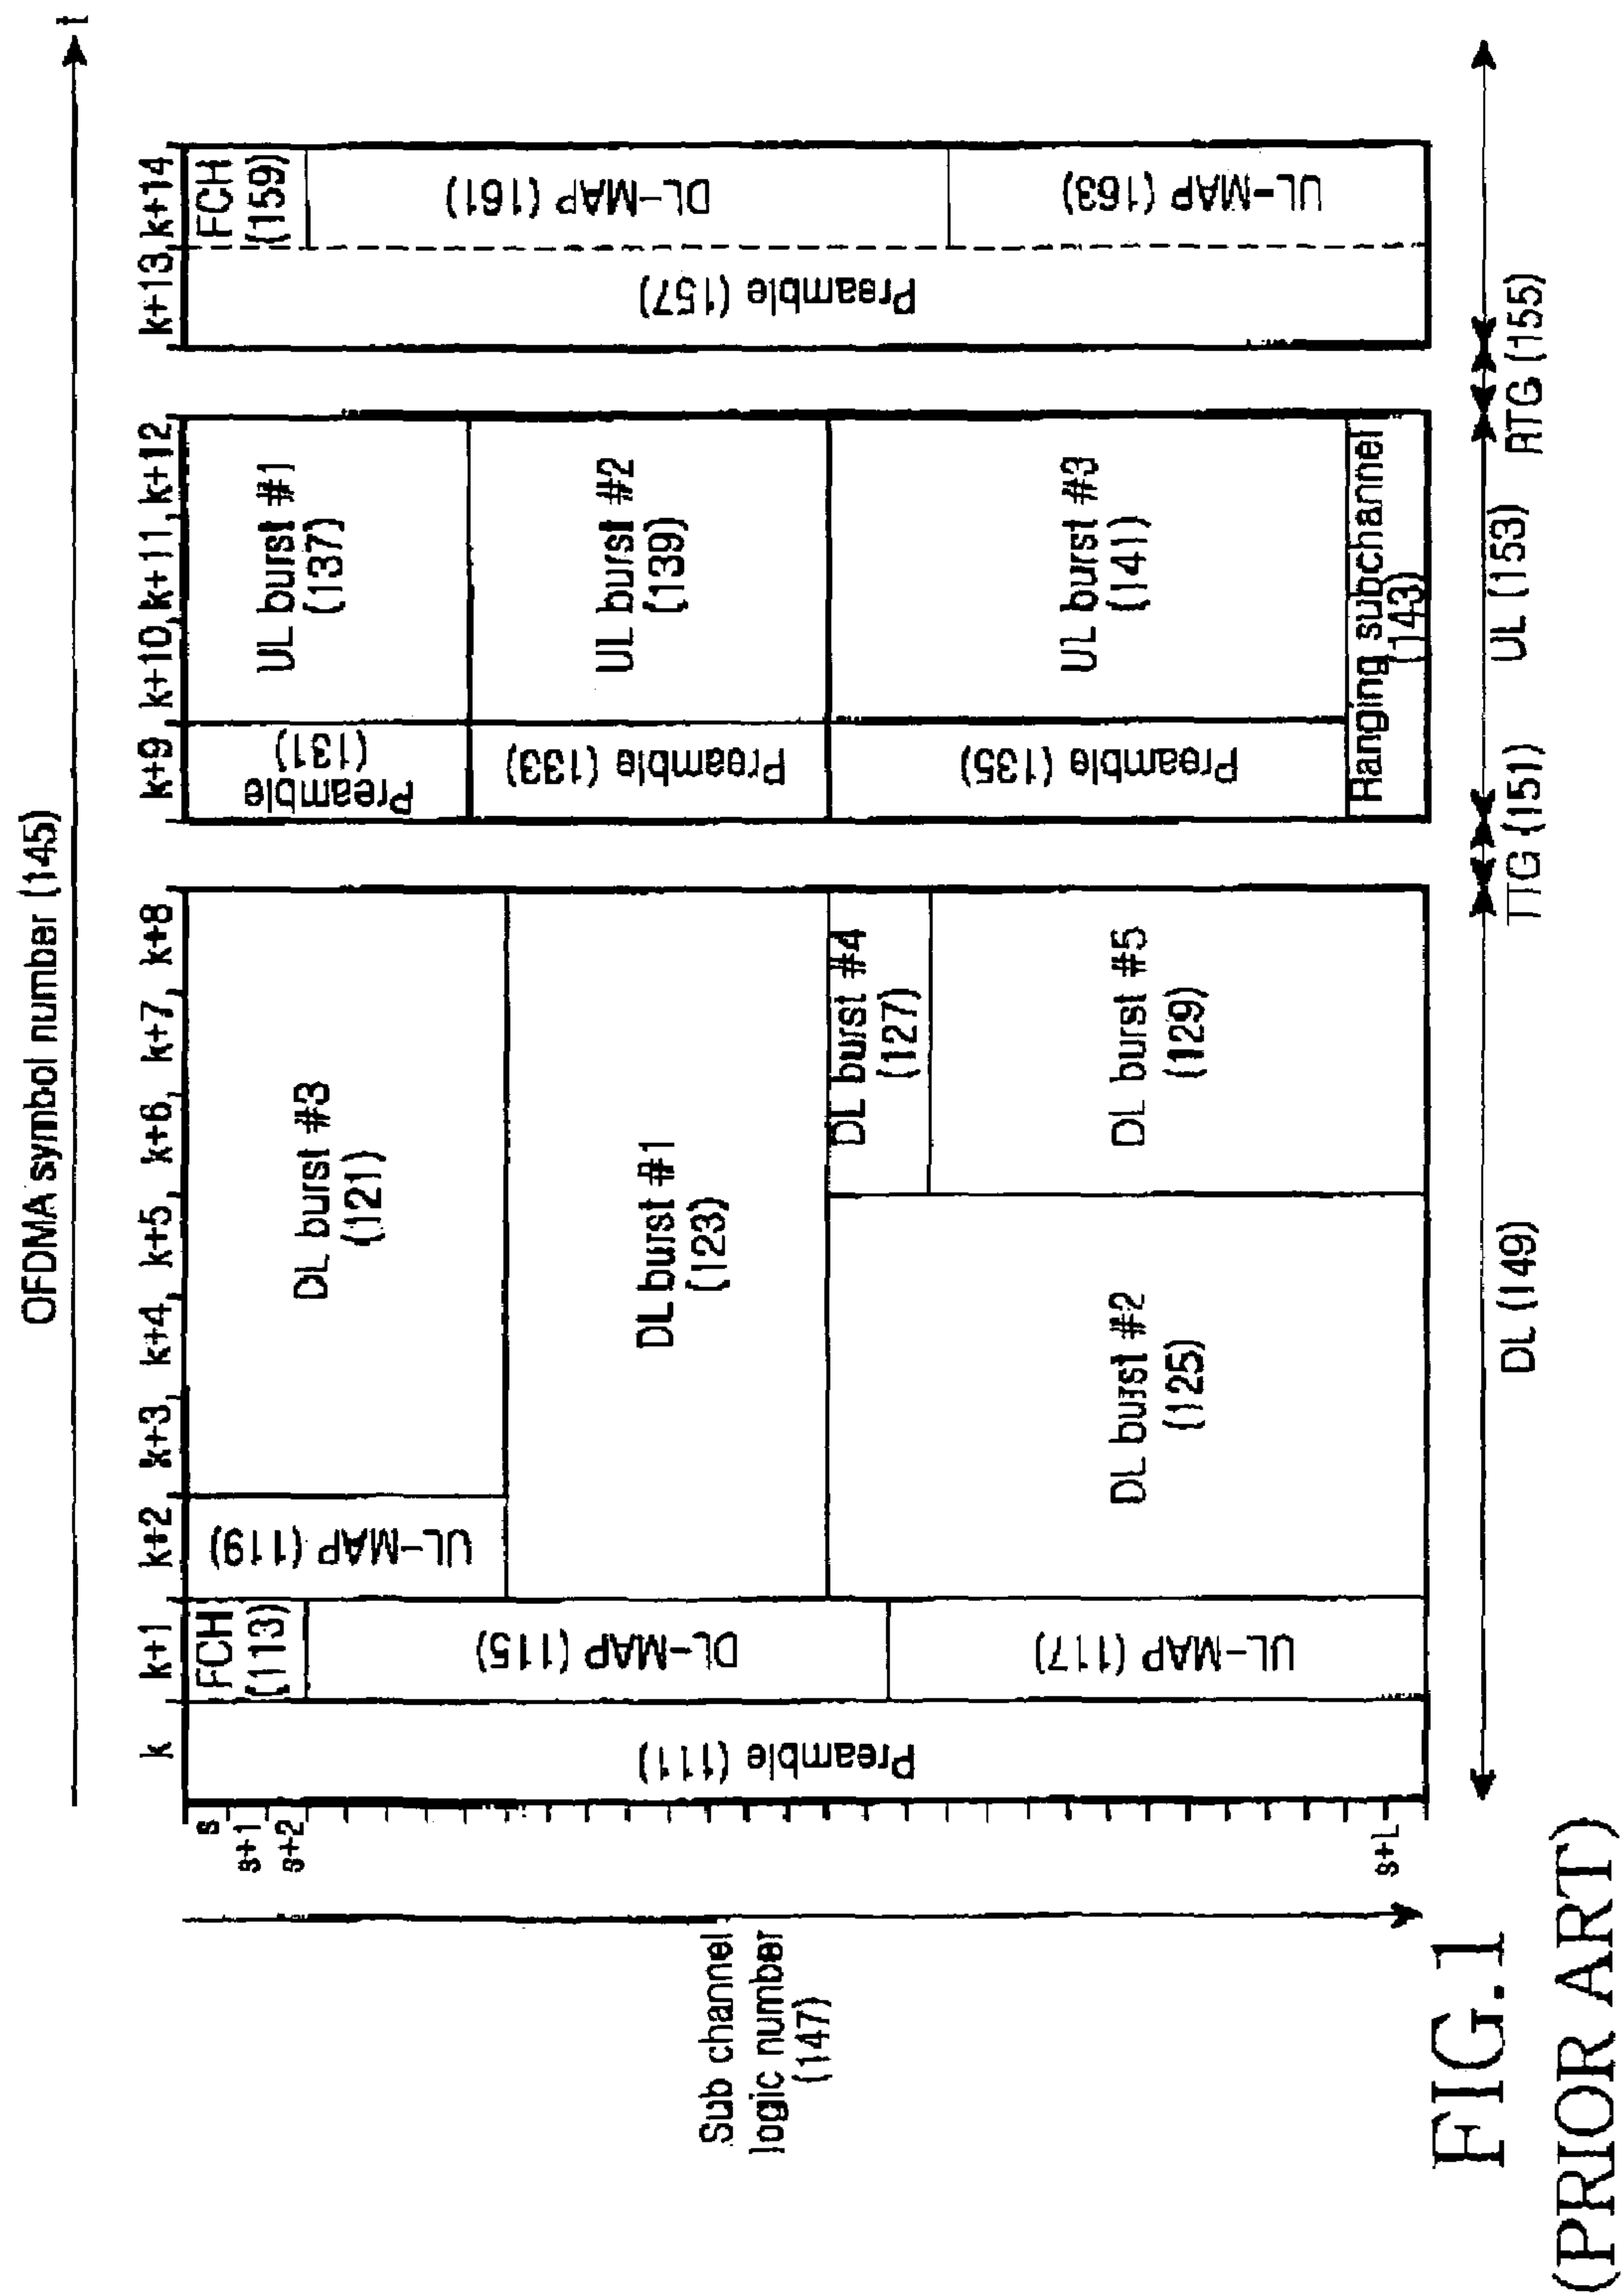 OFDMA symbol number (145)
t
k
k+1
k+2
k+3
k+4
k+5
k+6
k+7
k+8
k+9
k+10
k+11
k+12
k+13
k+14
Sub channel
logic number
(147)
s
s+1
s+2
s+L
Preamble (111)
FCH
(113)
DL-MAP (115)
UL-MAP (117)
UL-MAP (119)
DL burst #3
(121)
DL burst #1
(123)
DL burst #2
(125)
DL burst #4
(127)
DL burst #5
(129)
Preamble
(131)
Preamble (133)
Preamble (135)
UL burst #1
(137)
UL burst #2
(139)
UL burst #3
(141)
Ranging subchannel
(143)
Preamble (157)
FCH
(159)
DL-MAP (161)
UL-MAP (163)
DL (149)
TTG (151)
UL (153)
RTG (155)
FIG.1
(PRIOR ART)